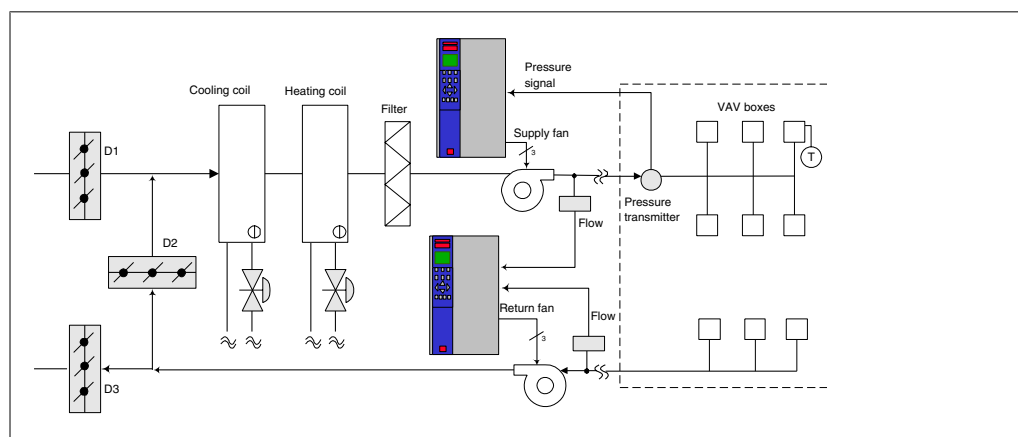 Pressure
signal
Cooling coil
Heating coil
Filter
VAV boxes
D1
Supply fan
3
T
Pressure
transmitter
Flow
D2
Return fan
Flow
3
D3